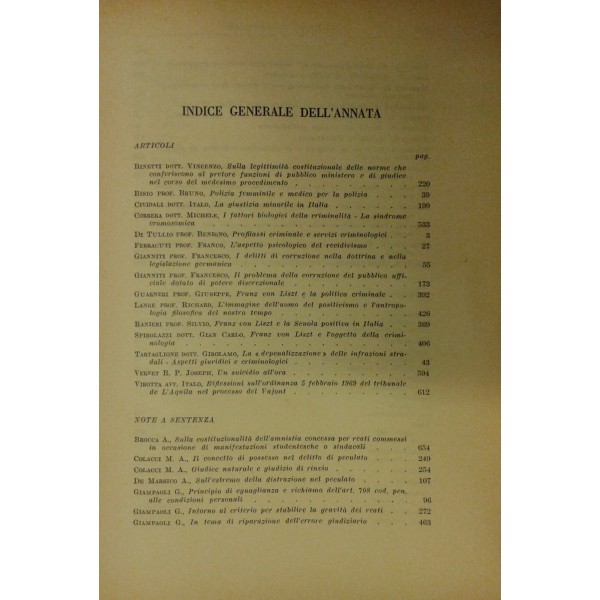 INDICE GENERALE DELL'ANNATA
ARTICOLI
pag.
BINETTI DOTT. VINCENZO, Sulla legittimità costituzionale delle norme che
conferiscono al pretore funzioni di pubblico ministero e di giudice
nel corso del medesimo procedimento . . . . . . . . . . 220
BISIO PROF. BRUNO, Polizia femminile e medico per la polizia . . . . 39
CIVIDALI DOTT. ITALO, La giustizia minorile in Italia . . . . . . . 199
CORRERA DOTT. MICHELE, I fattori biologici della criminalità - La sindrome
cromosomica . . . . . . . . . . . . . . . . 533
DI TULLIO PROF. BENIGNO, Profilassi criminale e servizi criminologici . . 3
FERRACUTI PROF. FRANCO, L'aspetto psicologico del recidivismo . . . 27
GIANNITI PROF. FRANCESCO, I delitti di corruzione nella dottrina e nella
legislazione germanica . . . . . . . . . . . . . 55
GIANNITI PROF. FRANCESCO, Il problema della corruzione del pubblico uffi-
ciale dotato di potere discrezionale . . . . . . . . . . 173
GUARNERI PROF. GIUSEPPE, Franz von Liszt e la politica criminale . . . 392
LANGE PROF. RICHARD, L'immagine dell'uomo del positivismo e l'antropo-
logia filosofica del nostro tempo . . . . . . . . . . 426
RANIERI PROF. SILVIO, Franz von Liszt e la Scuola positiva in Italia . . 389
SPIROLAZZI DOTT. GIAN CARLO, Franz von Liszt e l'oggetto della crimi-
nologia . . . . . . . . . . . . . . . . . 406
TARTAGLIONE DOTT. GIROLAMO, La « depenalizzazione » delle infrazioni stra-
dali - Aspetti giuridici e criminologici . . . . . . . . . 43
VERNET R. P. JOSEPH, Un suicidio all'ora . . . . . . . . . . 594
VIROTTA AVV. ITALO, Riflessioni sull'ordinanza 5 febbraio 1969 del tribunale
de L'Aquila nel processo del Vajont . . . . . . . . . 612
NOTE A SENTENZA
BROCCA A., Sulla costituzionalità dell'amnistia concessa per reati commessi
in occasione di manifestazioni studentesche o sindacali . . . . 654
COLACCI M. A., Il concetto di possesso nel delitto di peculato . . . . 249
COLACCI M. A., Giudice naturale e giudizio di rinvio . . . . . . . 254
DE MARSICO A., Sull'estremo della distrazione nel peculato . . . . . 107
GIAMPAOLI G., Principio di eguaglianza e richiamo dell'art. 708 cod. pen.
alle condizioni personali . . . . . . . . . . . . 96
GIAMPAOLI G., Intorno al criterio per stabilire la gravità dei reati . . . 272
GIAMPAOLI G., In tema di riparazione dell'errore giudiziario . . . . 463